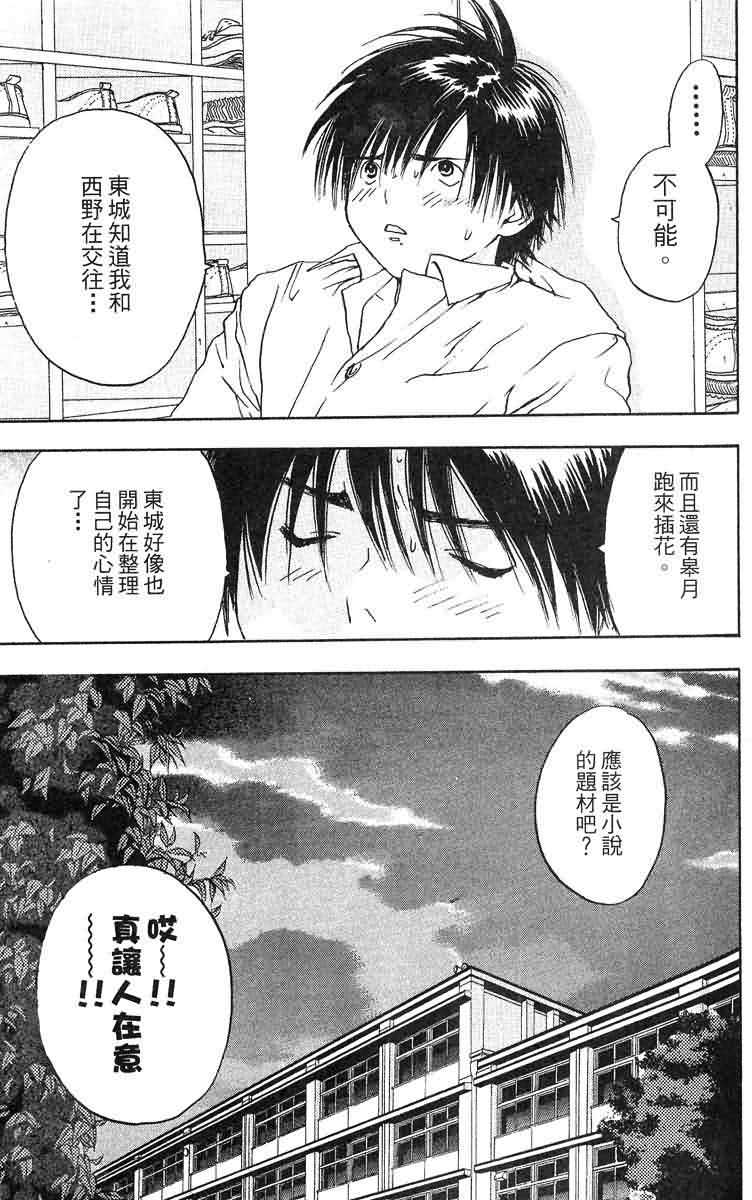 ……
不可能。
東城知道我和
西野在交往…
而且還有皋月
跑來插花。
東城好像也
開始在整理
自己的心情
了…
應該是小說
的題材吧？
哎~~!!
真讓人在意
~~!!